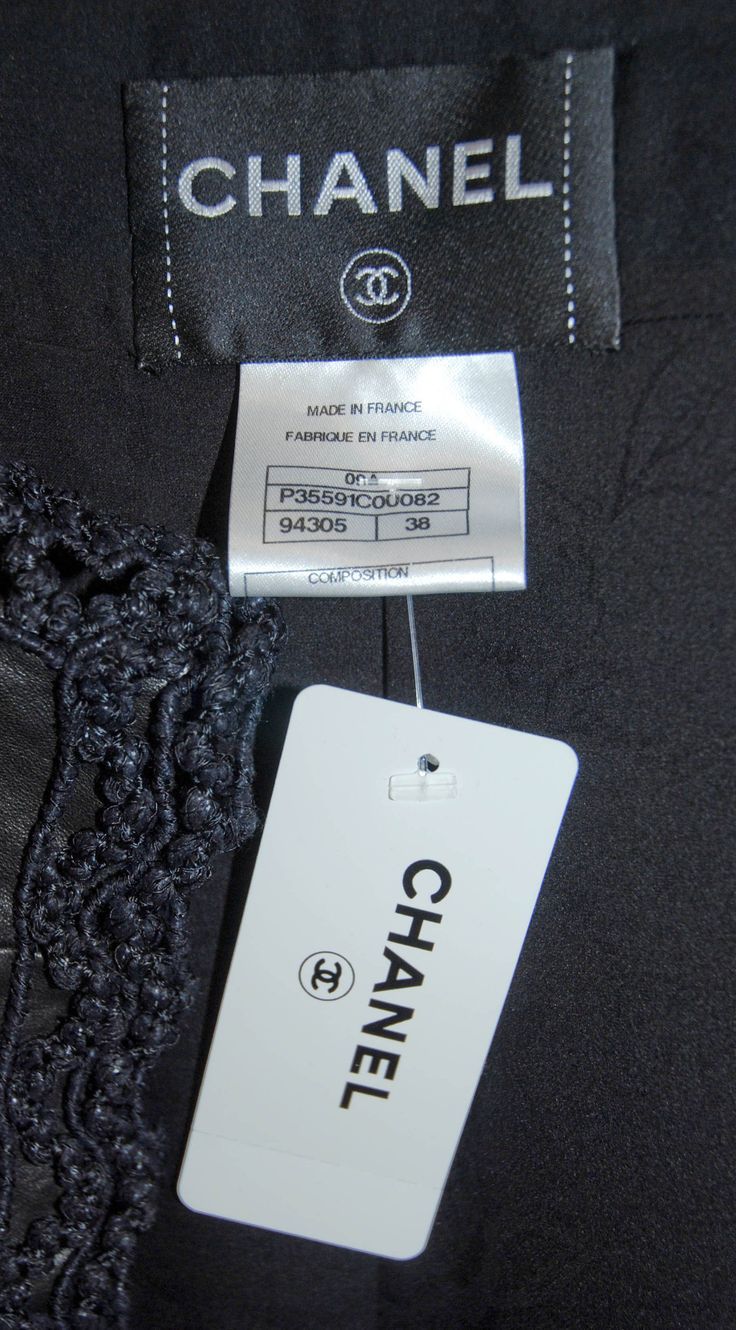 CHANEL
MADE IN FRANCE
FABRIQUE EN FRANCE
P35591C00082
94305 38
COMPOSITION
CHANEL